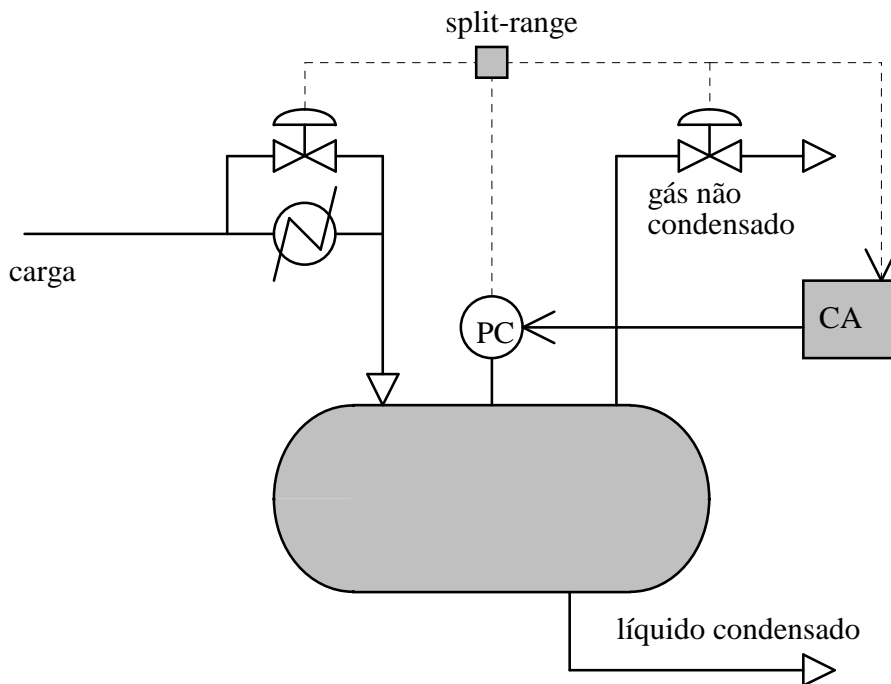 split-range
gás não
condensado
carga
PC
CA
líquido condensado